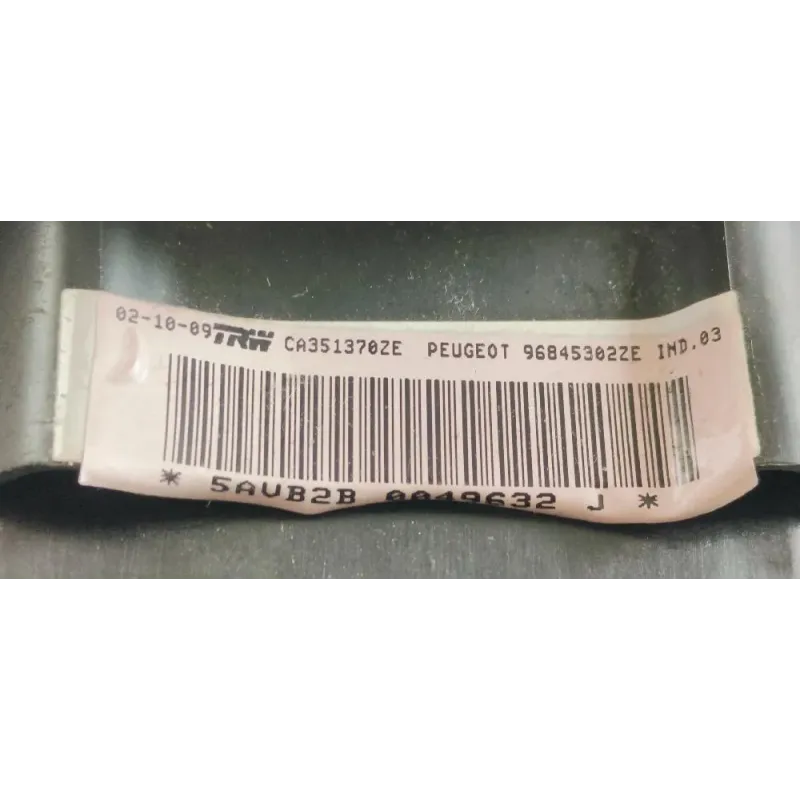 02-10-09 TRW CA351370ZE PEUGEOT 96845302ZE IND.03
* 5AVB2B 0049632 J *